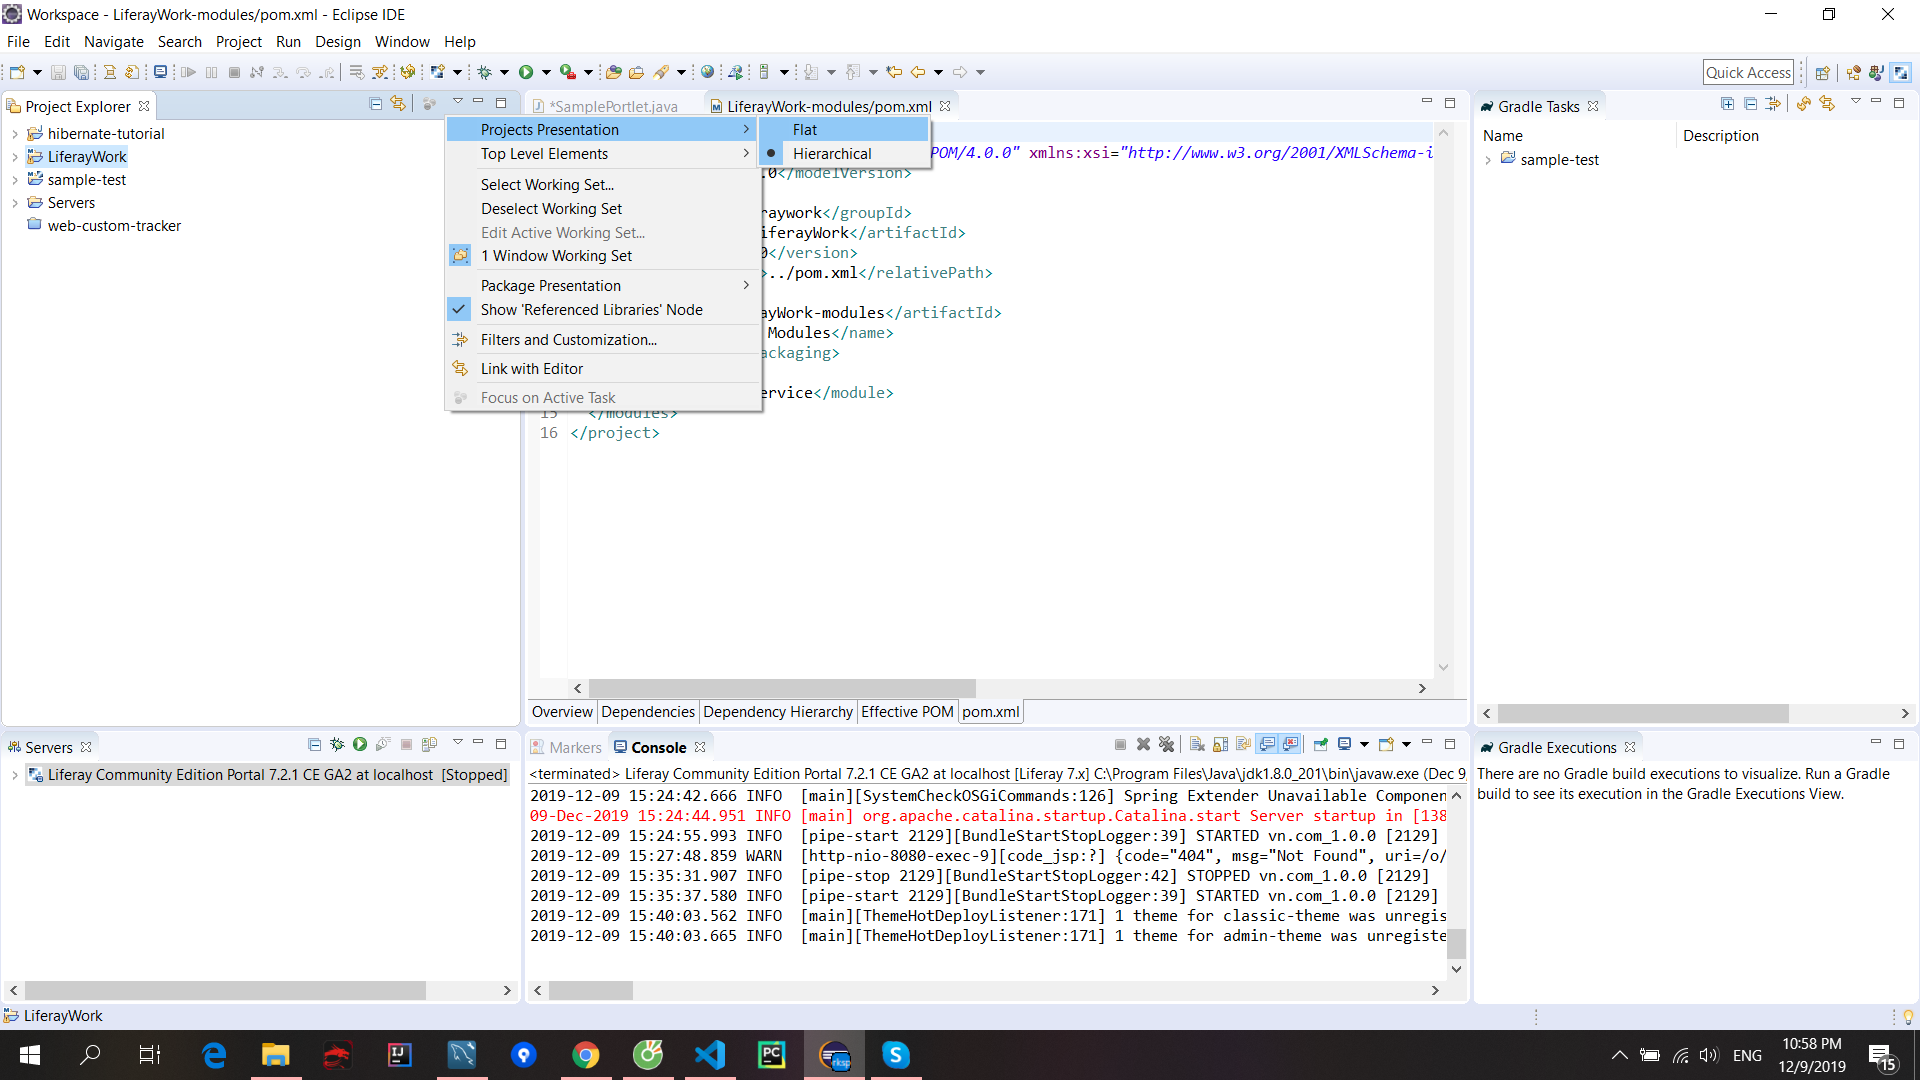 Workspace - LiferayWork-modules/pom.xml - Eclipse IDE
File Edit Navigate Search Project Run Design Window Help
Quick Access
Project Explorer
hibernate-tutorial
LiferayWork
sample-test
Servers
web-custom-tracker
Projects Presentation
Top Level Elements
Select Working Set...
Deselect Working Set
Edit Active Working Set...
1 Window Working Set
Package Presentation
Show 'Referenced Libraries' Node
Filters and Customization...
Link with Editor
Focus on Active Task
Flat
Hierarchical
*SamplePortlet.java
LiferayWork-modules/pom.xml
POM/4.0.0" xmlns:xsi="http://www.w3.org/2001/XMLSchema-i
0</modelVersion>
raywork</groupId>
iferayWork</artifactId>
0</version>
>../pom.xml</relativePath>
ayWork-modules</artifactId>
Modules</name>
ackaging>
ervice</module>
15 </modules>
16 </project>
Overview Dependencies Dependency Hierarchy Effective POM pom.xml
Gradle Tasks
Name Description
sample-test
Servers
Liferay Community Edition Portal 7.2.1 CE GA2 at localhost [Stopped]
Markers Console
<terminated> Liferay Community Edition Portal 7.2.1 CE GA2 at localhost [Liferay 7.x] C:\Program Files\Java\jdk1.8.0_201\bin\javaw.exe (Dec 9,
2019-12-09 15:24:42.666 INFO [main][SystemCheckOSGiCommands:126] Spring Extender Unavailable Componen
09-Dec-2019 15:24:44.951 INFO [main] org.apache.catalina.startup.Catalina.start Server startup in [138
2019-12-09 15:24:55.993 INFO [pipe-start 2129][BundleStartStopLogger:39] STARTED vn.com_1.0.0 [2129]
2019-12-09 15:27:48.859 WARN [http-nio-8080-exec-9][code_jsp:?] {code="404", msg="Not Found", uri=/o/
2019-12-09 15:35:31.907 INFO [pipe-stop 2129][BundleStartStopLogger:42] STOPPED vn.com_1.0.0 [2129]
2019-12-09 15:35:37.580 INFO [pipe-start 2129][BundleStartStopLogger:39] STARTED vn.com_1.0.0 [2129]
2019-12-09 15:40:03.562 INFO [main][ThemeHotDeployListener:171] 1 theme for classic-theme was unregis
2019-12-09 15:40:03.665 INFO [main][ThemeHotDeployListener:171] 1 theme for admin-theme was unregiste
Gradle Executions
There are no Gradle build executions to visualize. Run a Gradle
build to see its execution in the Gradle Executions View.
LiferayWork
ENG
10:58 PM
12/9/2019
15